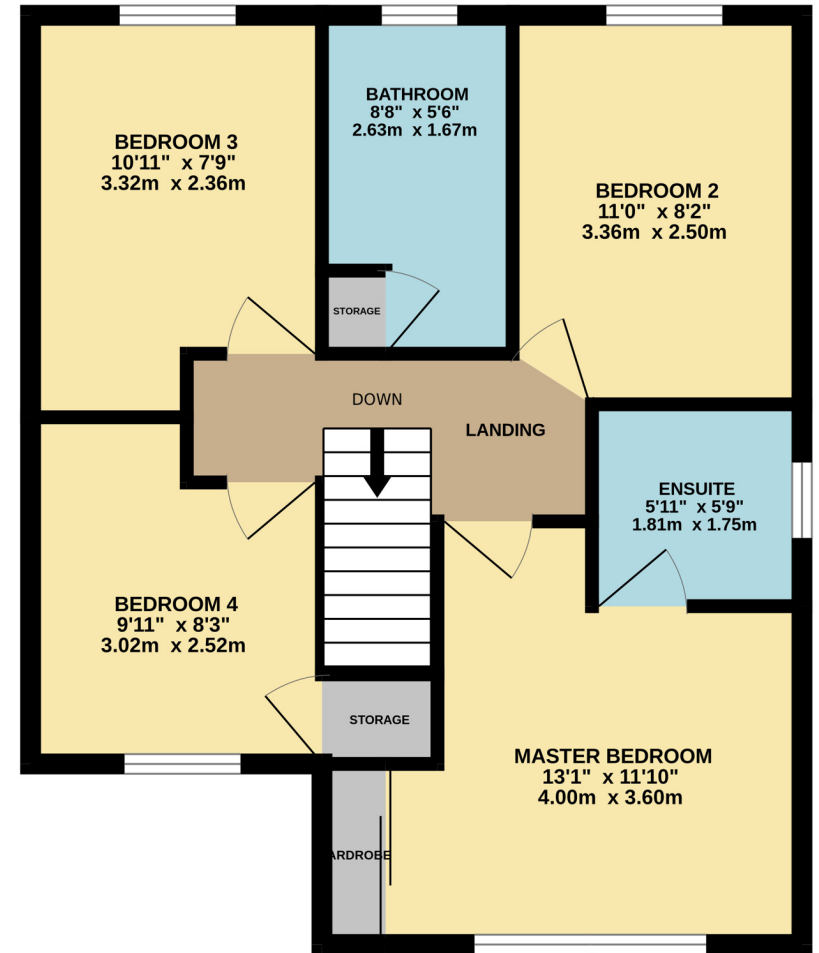 BEDROOM 3
10'11" x 7'9"
3.32m x 2.36m
BATHROOM
8'8" x 5'6"
2.63m x 1.67m
BEDROOM 2
11'0" x 8'2"
3.36m x 2.50m
STORAGE
DOWN
LANDING
ENSUITE
5'11" x 5'9"
1.81m x 1.75m
BEDROOM 4
9'11" x 8'3"
3.02m x 2.52m
STORAGE
MASTER BEDROOM
13'1" x 11'10"
4.00m x 3.60m
ARDROBE